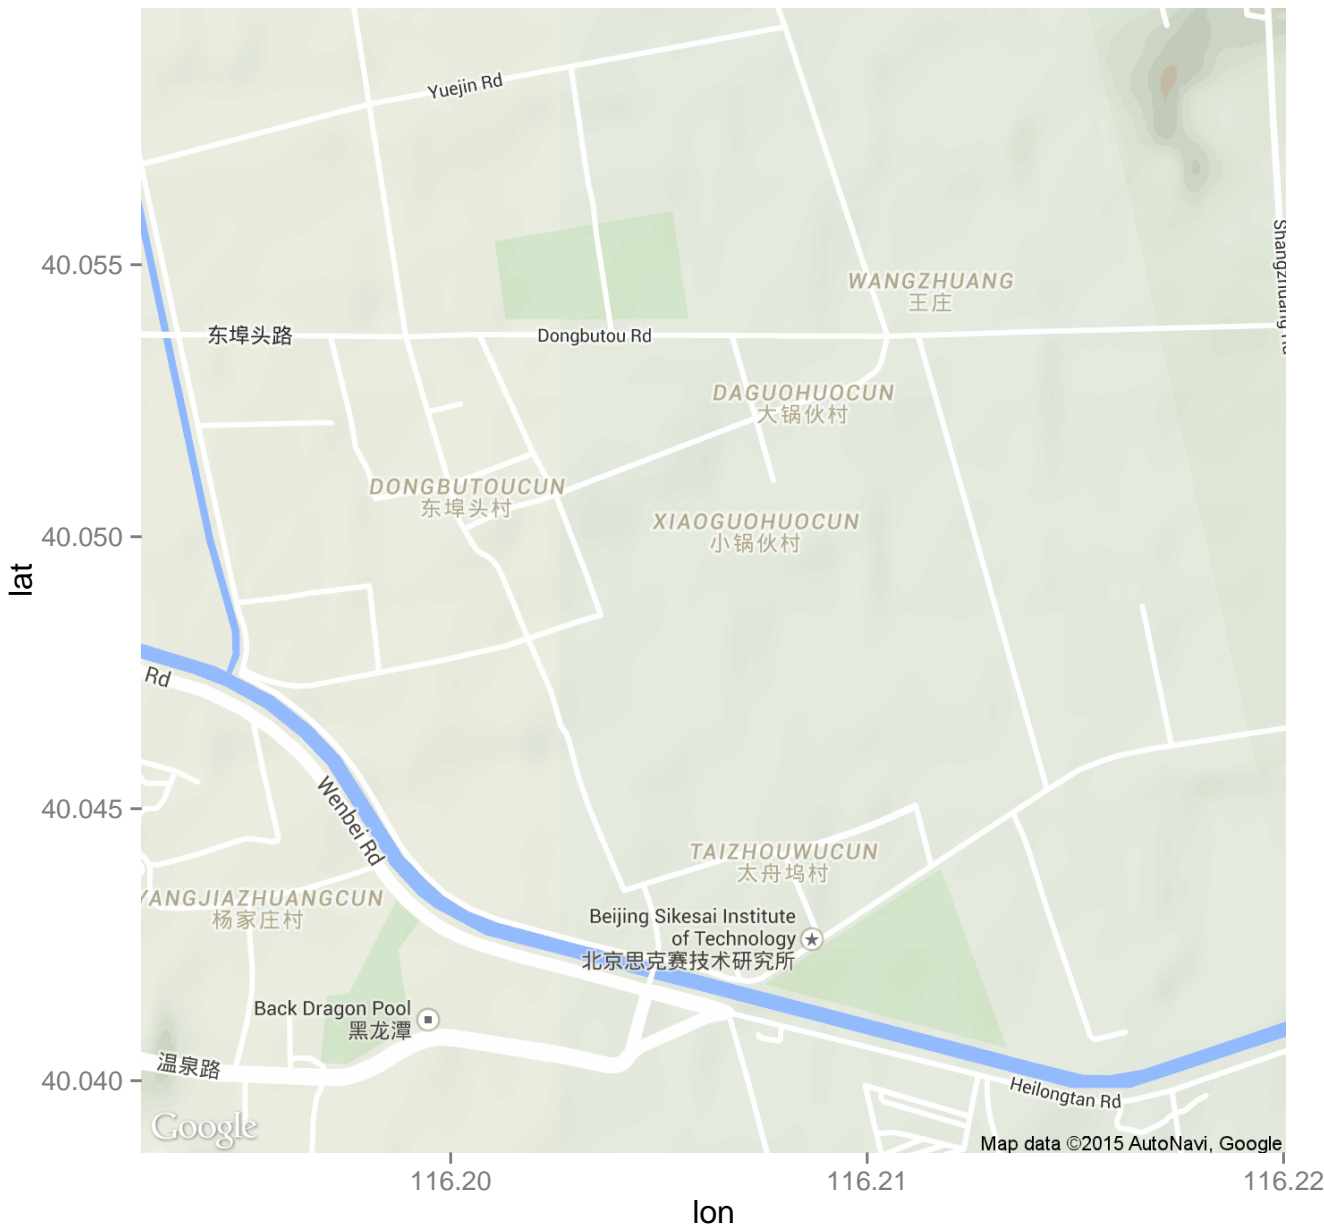 Yuejin Rd
Shangzhuang Rd
40.055
WANGZHUANG
王庄
东埠头路
Dongbutou Rd
DAGUOHUOCUN
大锅伙村
DONGBUTOUCUN
东埠头村
XIAOGUOHUOCUN
小锅伙村
40.050
lat
Rd
Wenbei Rd
40.045
TAIZHOUWUCUN
太舟坞村
YANGJIAZHUANGCUN
杨家庄村
Beijing Sikesai Institute
of Technology
北京思克赛技术研究所
Back Dragon Pool
黑龙潭
温泉路
40.040
Heilongtan Rd
Google
Map data ©2015 AutoNavi, Google
116.20
116.21
116.22
lon